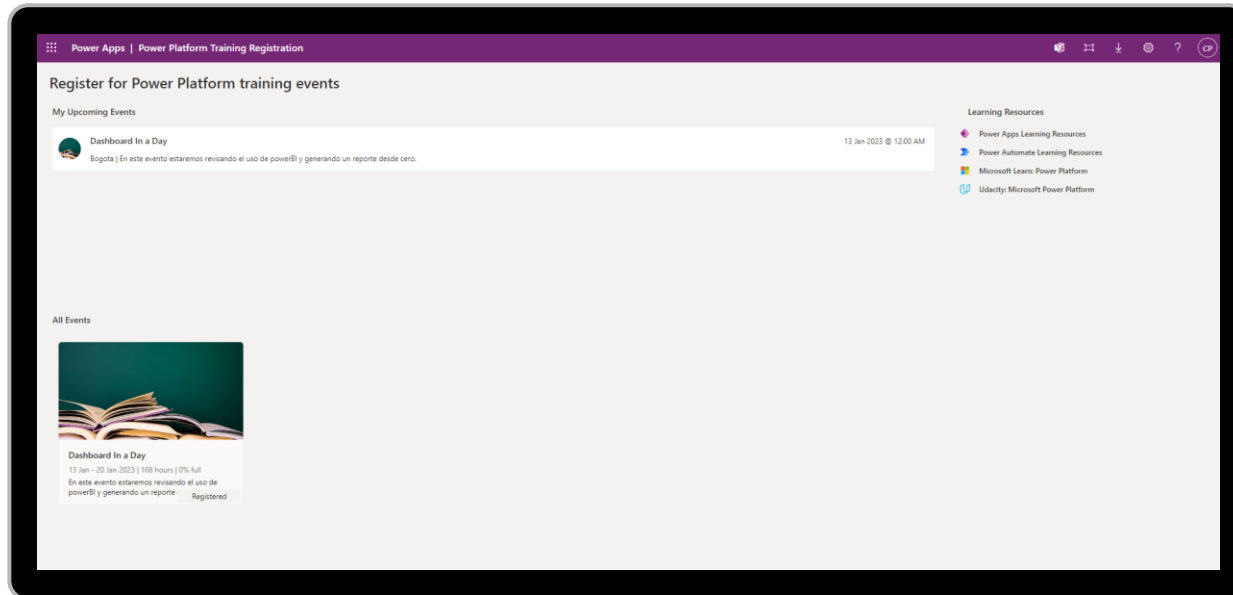 Power Apps | Power Platform Training Registration
CP
Register for Power Platform training events
My Upcoming Events
Dashboard In a Day
13 Jan 2023 @ 12:00 AM
Bogota | En este evento estaremos revisando el uso de powerBI y generando un reporte desde cero.
Learning Resources
Power Apps Learning Resources
Power Automate Learning Resources
Microsoft Learn: Power Platform
Udacity: Microsoft Power Platform
All Events
Dashboard In a Day
13 Jan - 20 Jan 2023 | 168 hours | 0% full
En este evento estaremos revisando el uso de
powerBI y generando un reporte
Registered